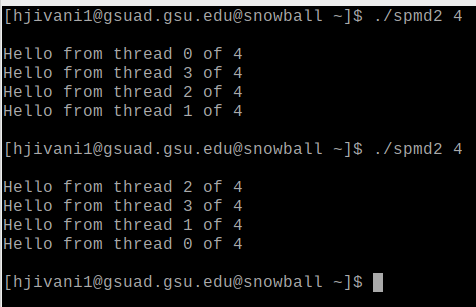 [hjivani1@gsuad.gsu.edu@snowball ~]$ ./spmd2 4
Hello from thread 0 of 4
Hello from thread 3 of 4
Hello from thread 2 of 4
Hello from thread 1 of 4
[hjivani1@gsuad.gsu.edu@snowball ~]$ ./spmd2 4
Hello from thread 2 of 4
Hello from thread 3 of 4
Hello from thread 1 of 4
Hello from thread 0 of 4
[hjivani1@gsuad.gsu.edu@snowball ~]$